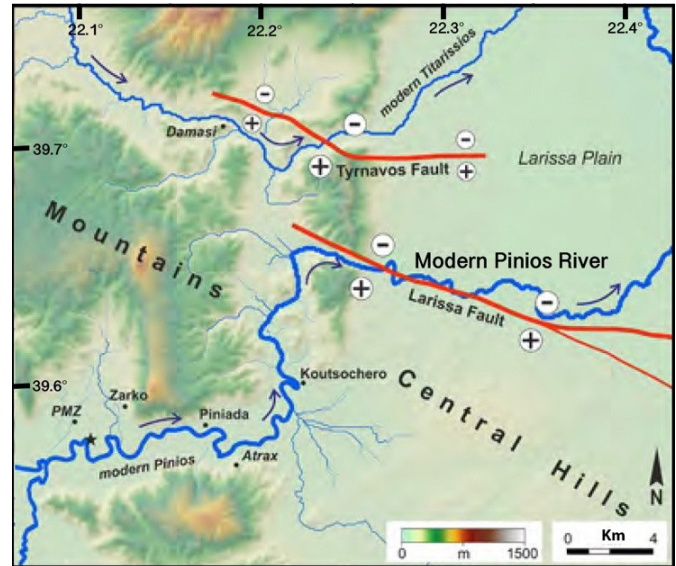 22.1° 22.2° 22.3° 22.4°
modern Titarissios
Damasi
39.7°
Tyrnavos Fault
Larissa Plain
Mountains
Modern Pinios River
Larissa Fault
39.6°
Koutsochero
Central Hills
Zarko
PMZ
Piniada
modern Pinios
Atrax
N
0 m 1500
0 Km 4